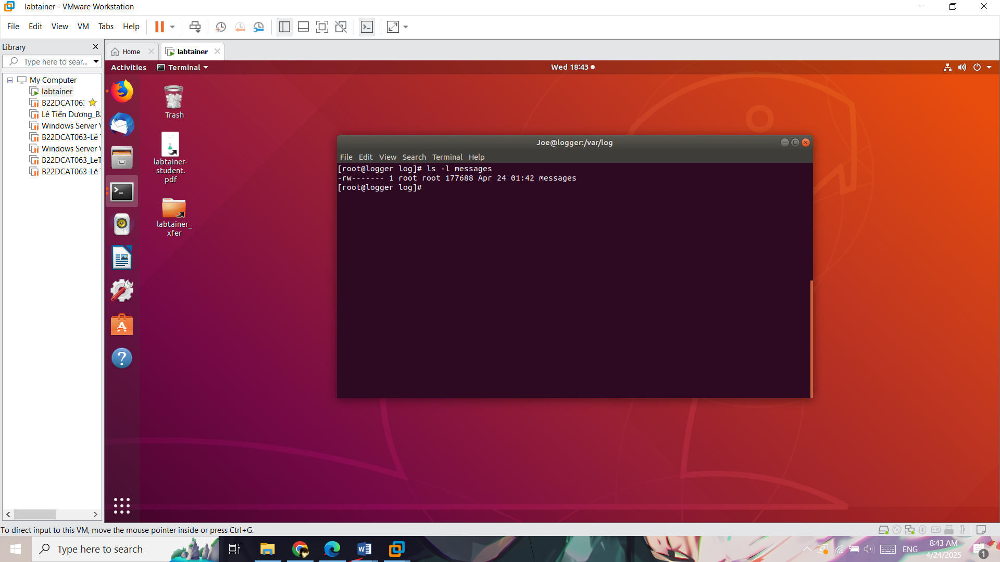 labtainer - VMware Workstation
File Edit View VM Tabs Help
Library
Type here to sear...
My Computer
labtainer
B22DCAT063
Lê Tiến Dương_B2
Windows Server V
B22DCAT063-Lê T
Windows Server V
B22DCAT063_LeT
B22DCAT063-Lê T
Home
labtainer
Activities
Terminal
Wed 18:43
Trash
labtainer-
student.
pdf
labtainer_
xfer
Joe@logger:/var/log
File Edit View Search Terminal Help
[root@logger log]# ls -l messages
-rw------- 1 root root 177688 Apr 24 01:42 messages
[root@logger log]#
To direct input to this VM, move the mouse pointer inside or press Ctrl+G.
Type here to search
ENG
8:43 AM
4/24/2025
1